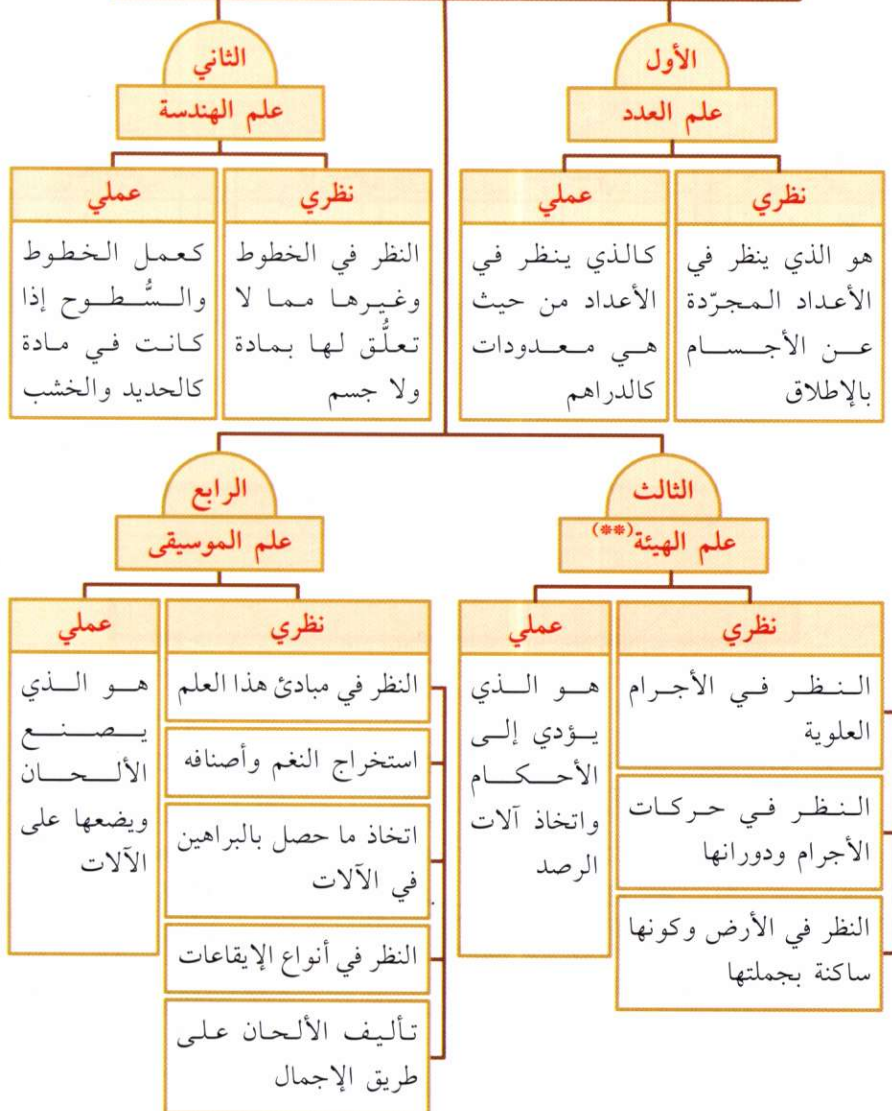 الأول
علم العدد
نظري
هو الذي ينظر في
الأعداد المجرّدة
عن الأجسام
بالإطلاق
عملي
كالذي ينظر في
الأعداد من حيث
هي معدودات
كالدراهم
الثاني
علم الهندسة
نظري
النظر في الخطوط
وغيرها مما لا
تعلُّق لها بمادة
ولا جسم
عملي
كعمل الخطوط
والسُّطوح إذا
كانت في مادة
كالحديد والخشب
الثالث
علم الهيئة(**)
نظري
النظر في الأجرام
العلوية
النظر في حركات
الأجرام ودورانها
النظر في الأرض وكونها
ساكنة بجملتها
عملي
هو الذي
يؤدي إلى
الأحكام
واتخاذ آلات
الرصد
الرابع
علم الموسيقى
نظري
النظر في مبادئ هذا العلم
استخراج النغم وأصنافه
اتخاذ ما حصل بالبراهين
في الآلات
النظر في أنواع الإيقاعات
تأليف الألحان على
طريق الإجمال
عملي
هو الذي
يصنع
الألحان
ويضعها على
الآلات